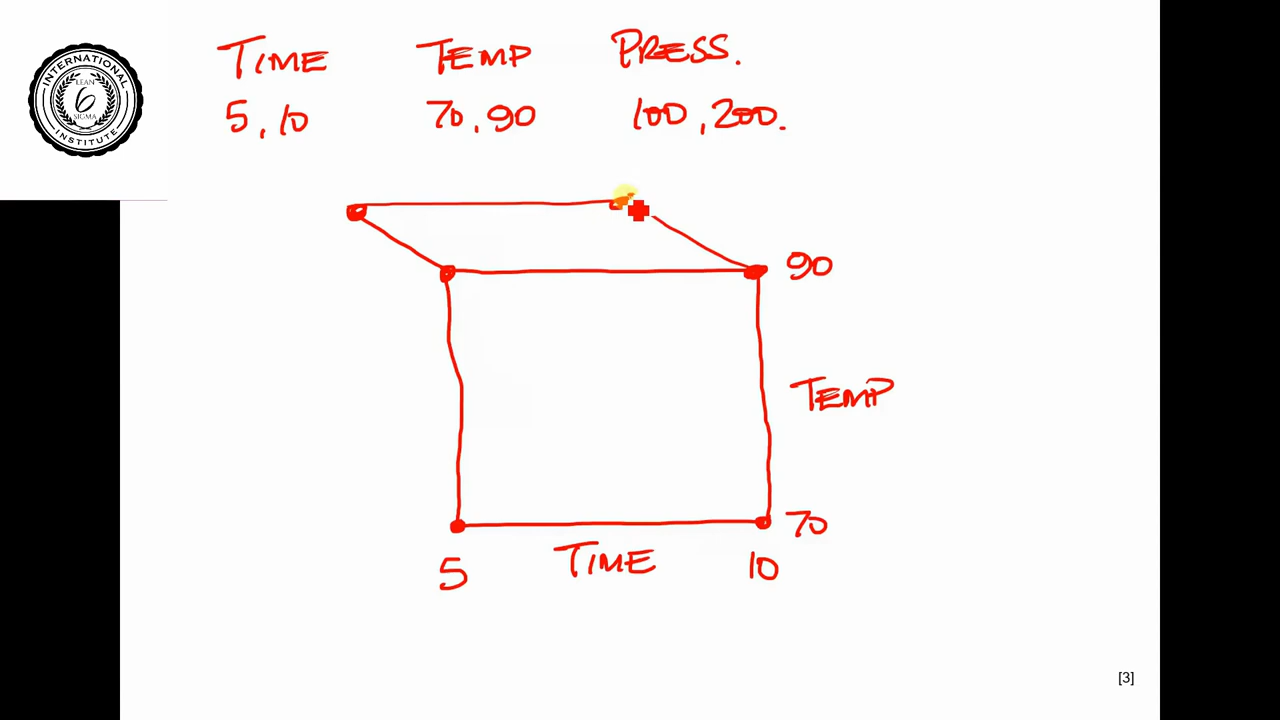 INTERNATIONAL
LEAN
6
SIGMA
INSTITUTE
TIME TEMP PRESS.
5, 10 70, 90 100, 200.
90
TEMP
70
5 TIME 10
[3]